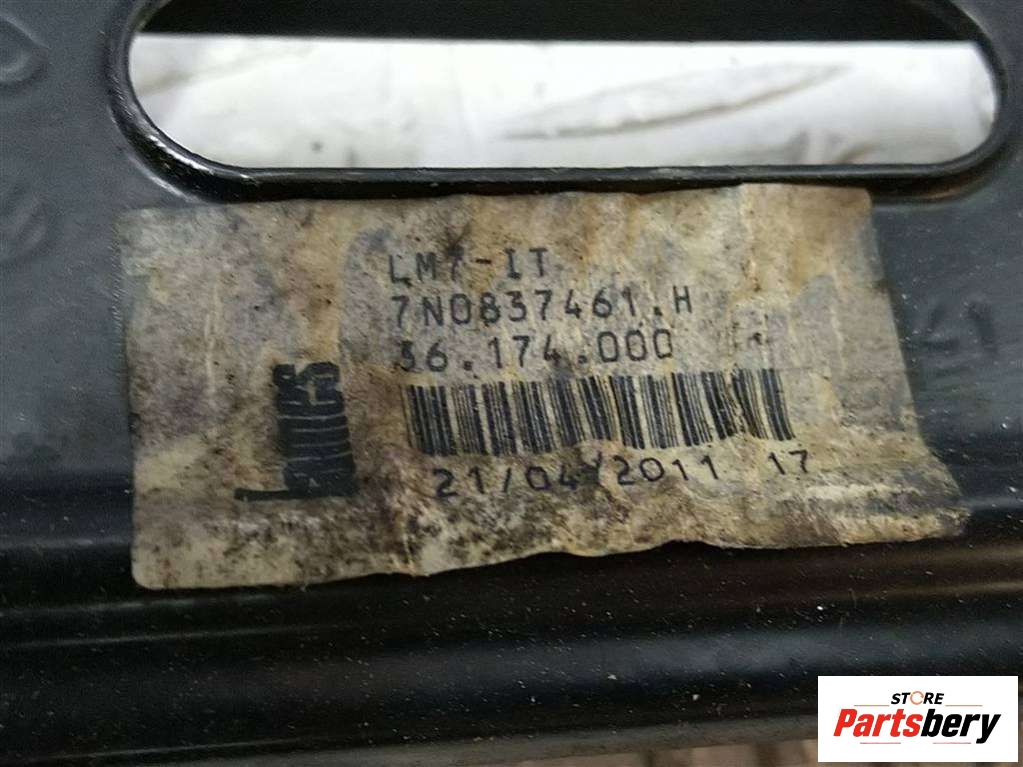 LM7-IT
7N0837461.H
36.174.000
21/04/2011 17
STORE
Partsbery